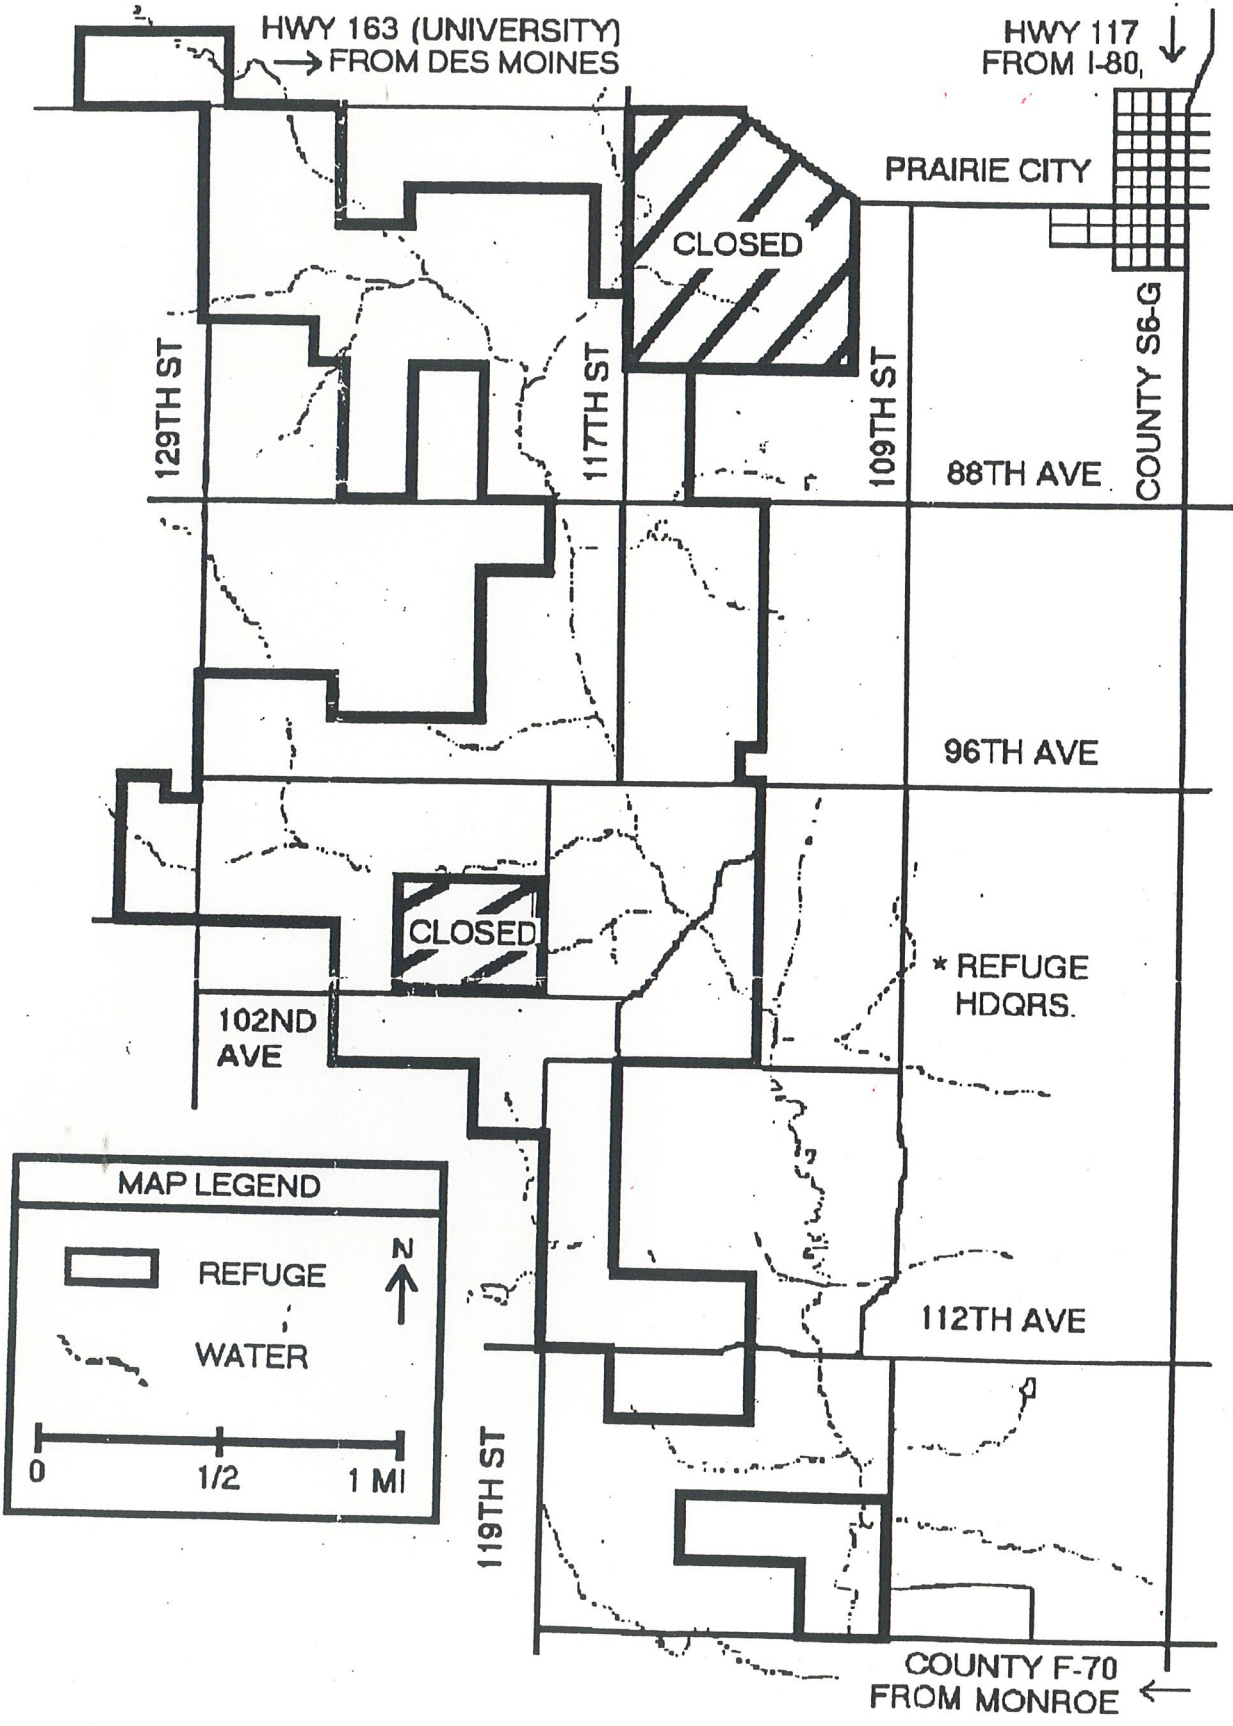 HWY 163 (UNIVERSITY)
FROM DES MOINES
HWY 117
FROM I-80
PRAIRIE CITY
CLOSED
129TH ST
117TH ST
109TH ST
COUNTY S6-G
88TH AVE
96TH AVE
CLOSED
* REFUGE
HDQRS.
102ND
AVE
MAP LEGEND
REFUGE
N
WATER
0 1/2 1 MI
112TH AVE
119TH ST
COUNTY F-70
FROM MONROE